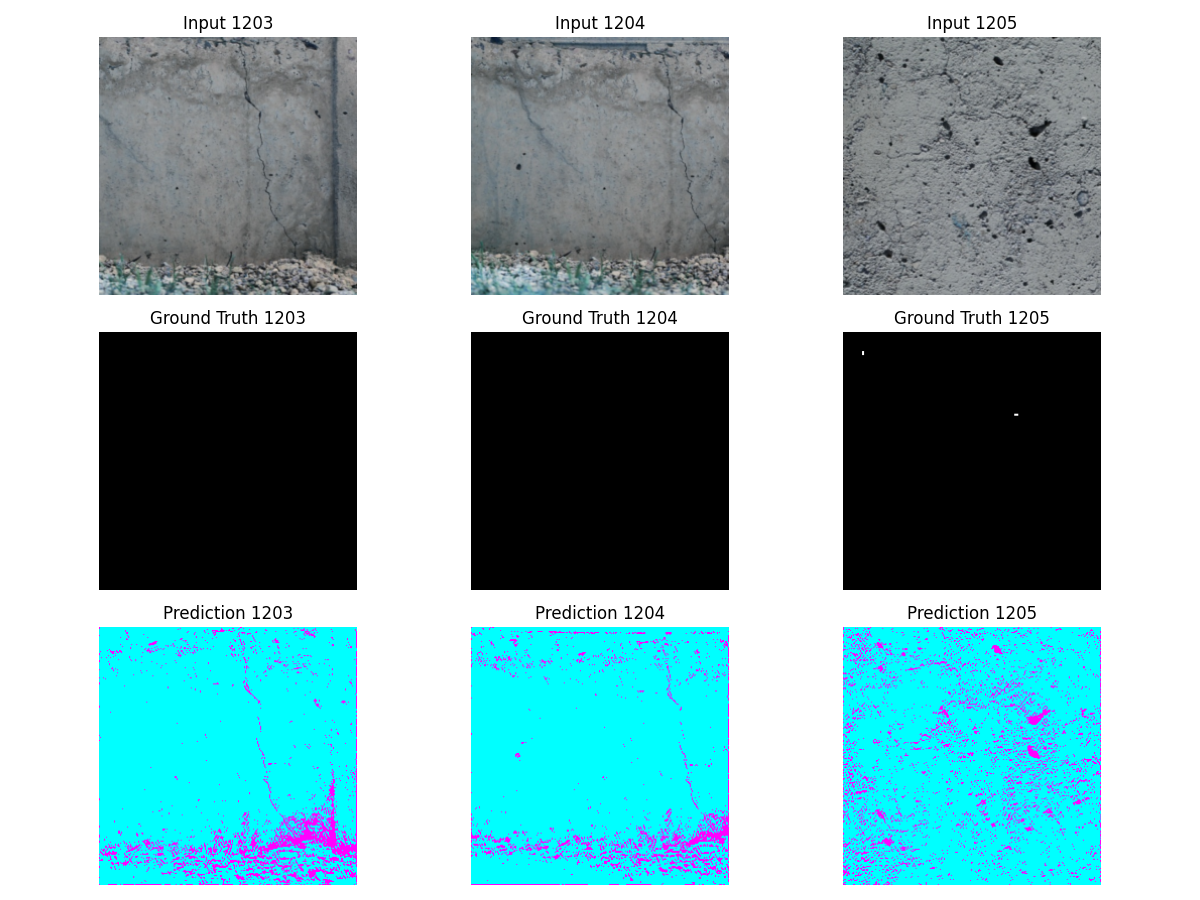 Input 1203
Input 1204
Input 1205
Ground Truth 1203
Ground Truth 1204
Ground Truth 1205
Prediction 1203
Prediction 1204
Prediction 1205